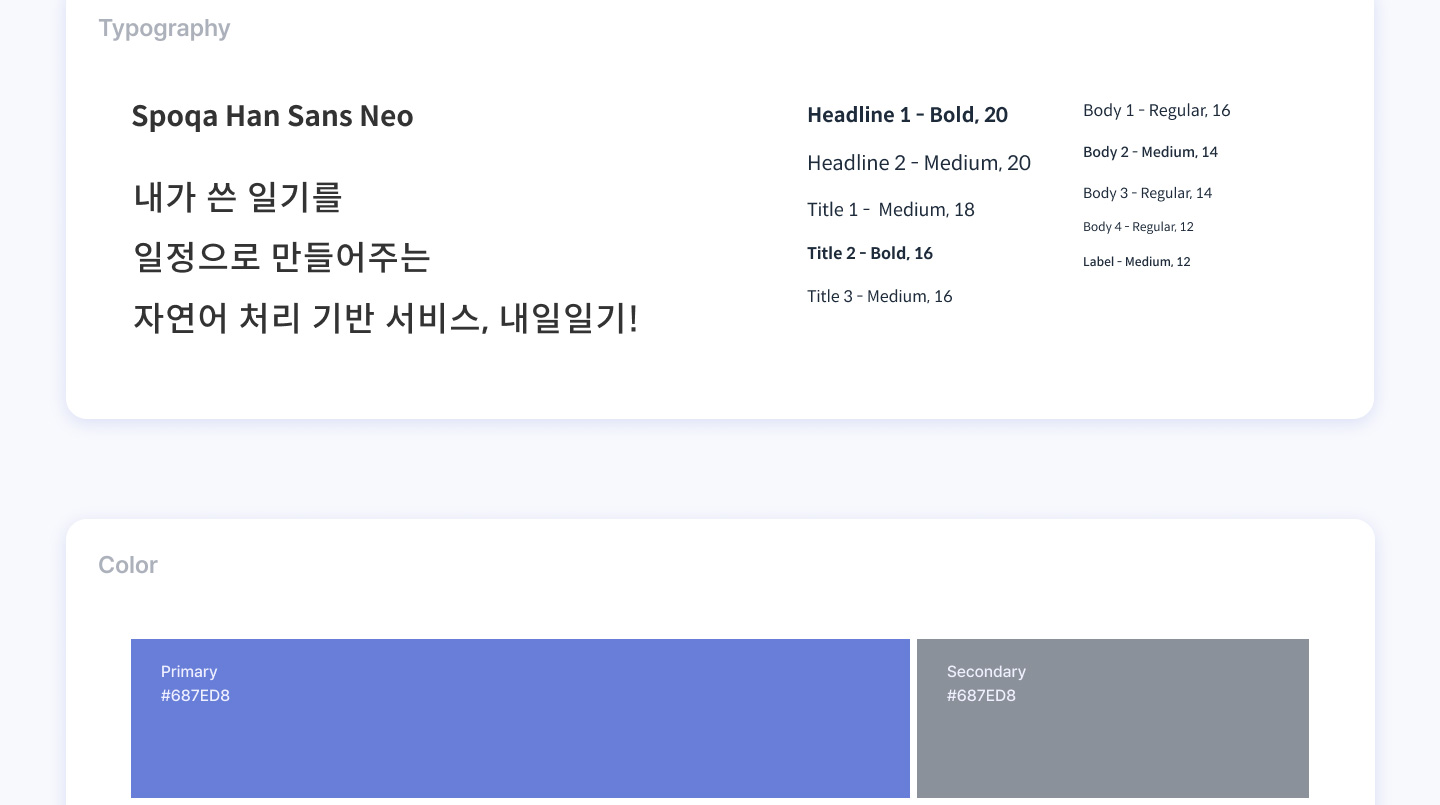 Typography
Spoqa Han Sans Neo
내가 쓴 일기를
일정으로 만들어주는
자연어 처리 기반 서비스, 내일일기!
Headline 1 - Bold, 20
Headline 2 - Medium, 20
Title 1 -  Medium, 18
Title 2 - Bold, 16
Title 3 - Medium, 16
Body 1 - Regular, 16
Body 2 - Medium, 14
Body 3 - Regular, 14
Body 4 - Regular, 12
Label - Medium, 12
Color
Primary
#687ED8
Secondary
#687ED8